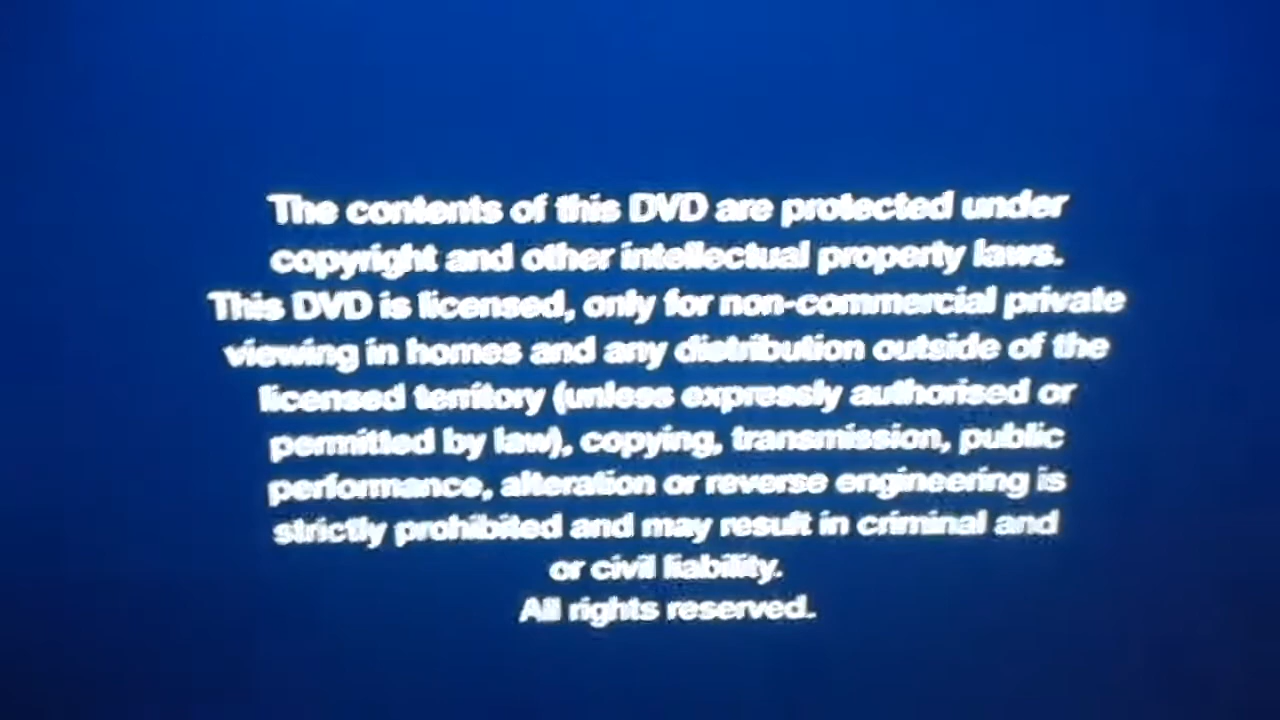 The contents of this DVD are protected under
copyright and other intellectual property laws.
This DVD is licensed, only for non-commercial private
viewing in homes and any distribution outside of the
licensed territory (unless expressly authorised or
permitted by law), copying, transmission, public
performance, alteration or reverse engineering is
strictly prohibited and may result in criminal and
or civil liability.
All rights reserved.